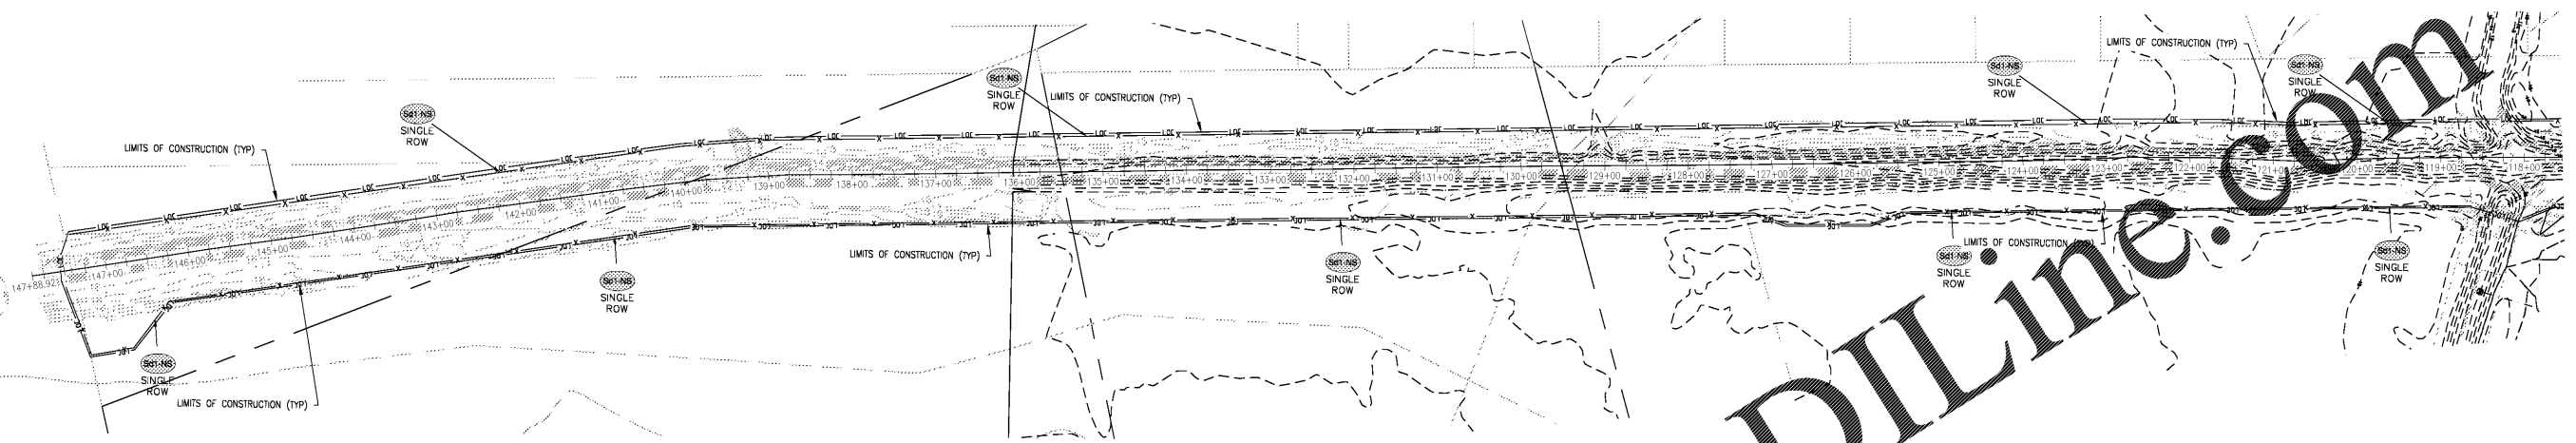 LIMITS OF CONSTRUCTION (TYP)
Sd1-NS
SINGLE
ROW
Sd1-NS
SINGLE
ROW
LIMITS OF CONSTRUCTION (TYP)
Sd1-NS
SINGLE
ROW
LIMITS OF CONSTRUCTION (TYP)
Sd1-NS
SINGLE
ROW
147+88.92
147+00
146+00
145+00
144+00
143+00
142+00
141+00
140+00
139+00
138+00
137+00
136+00
135+00
134+00
133+00
132+00
131+00
130+00
129+00
128+00
127+00
126+00
125+00
124+00
123+00
122+00
121+00
120+00
119+00
118+00
LIMITS OF CONSTRUCTION (TYP)
Sd1-NS
SINGLE
ROW
LIMITS OF CONSTRUCTION (TYP)
Sd1-NS
SINGLE
ROW
LIMITS OF CONSTRUCTION (TYP)
Sd1-NS
SINGLE
ROW
Sd1-NS
SINGLE
ROW
LIMITS OF CONSTRUCTION (TYP)
Sd1-NS
SINGLE
ROW
DILine.com